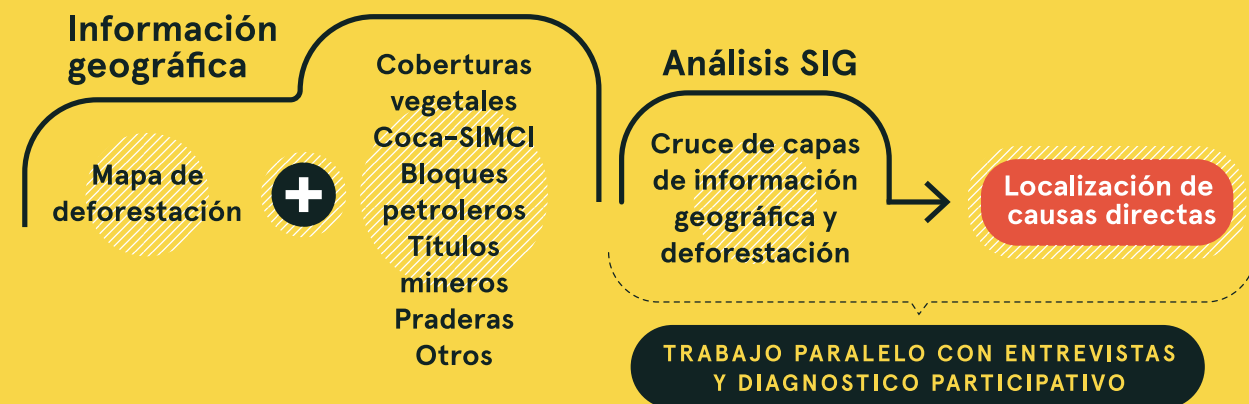 Información
geográfica
Mapa de
deforestación
+
Coberturas
vegetales
Coca-SIMCI
Bloques
petroleros
Títulos
mineros
Praderas
Otros
Análisis SIG
Cruce de capas
de información
geográfica y
deforestación
Localización de
causas directas
TRABAJO PARALELO CON ENTREVISTAS
Y DIAGNOSTICO PARTICIPATIVO